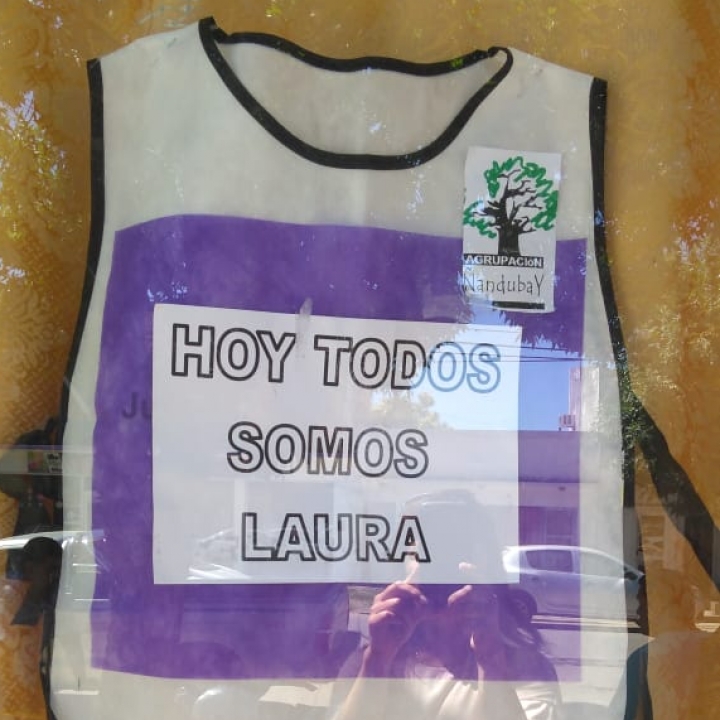 AGRUPACIóN
ÑandubaY
HOY TODOS
SOMOS
LAURA